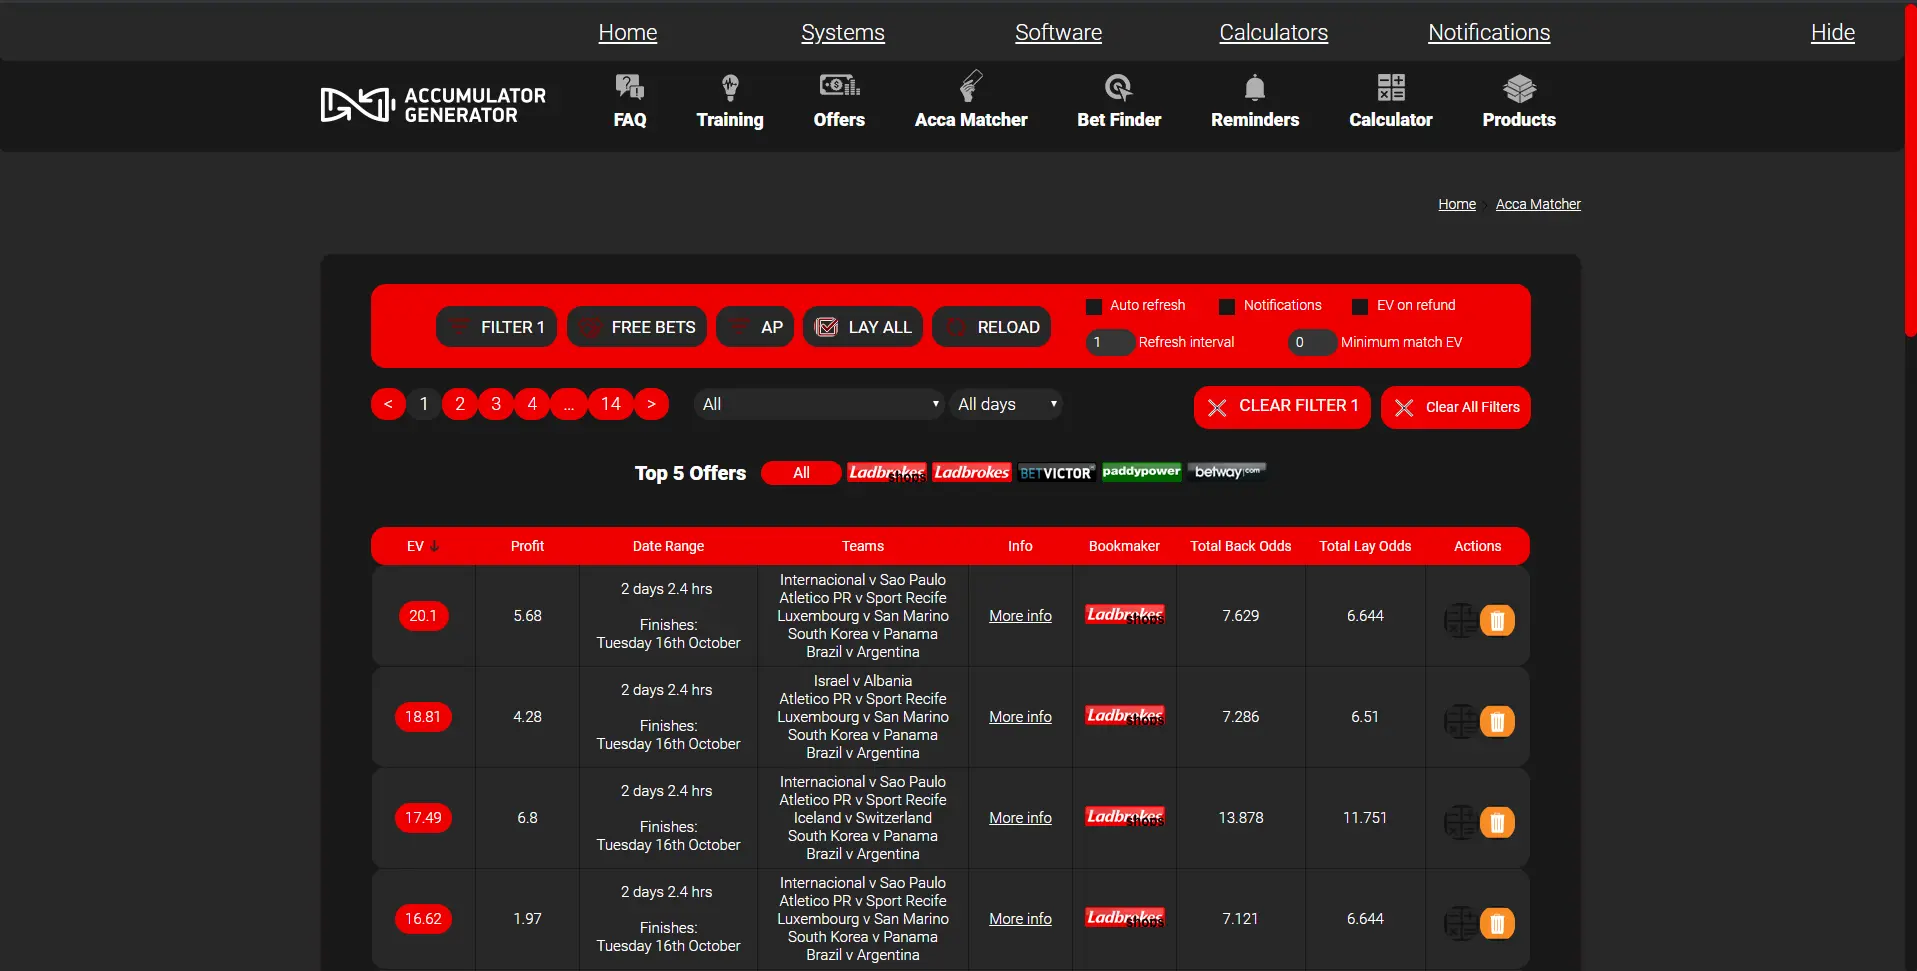 Home Systems Software Calculators Notifications Hide
ACCUMULATOR
GENERATOR
FAQ Training Offers Acca Matcher Bet Finder Reminders Calculator Products
Home Acca Matcher
FILTER 1 FREE BETS AP LAY ALL RELOAD
Auto refresh Notifications EV on refund
1 Refresh interval 0 Minimum match EV
< 1 2 3 4 ... 14 > All All days CLEAR FILTER 1 Clear All Filters
Top 5 Offers All Ladbrokes shops Ladbrokes BETVICTOR paddypower betway.com
EV ↓ Profit Date Range Teams Info Bookmaker Total Back Odds Total Lay Odds Actions
20.1
5.68
2 days 2.4 hrs
Finishes:
Tuesday 16th October
Internacional v Sao Paulo
Atletico PR v Sport Recife
Luxembourg v San Marino
South Korea v Panama
Brazil v Argentina
More info
Ladbrokes
shops
7.629
6.644
18.81
4.28
2 days 2.4 hrs
Finishes:
Tuesday 16th October
Israel v Albania
Atletico PR v Sport Recife
Luxembourg v San Marino
South Korea v Panama
Brazil v Argentina
More info
Ladbrokes
shops
7.286
6.51
17.49
6.8
2 days 2.4 hrs
Finishes:
Tuesday 16th October
Internacional v Sao Paulo
Atletico PR v Sport Recife
Iceland v Switzerland
South Korea v Panama
Brazil v Argentina
More info
Ladbrokes
shops
13.878
11.751
16.62
1.97
2 days 2.4 hrs
Finishes:
Tuesday 16th October
Internacional v Sao Paulo
Atletico PR v Sport Recife
Luxembourg v San Marino
South Korea v Panama
Brazil v Argentina
More info
Ladbrokes
shops
7.121
6.644